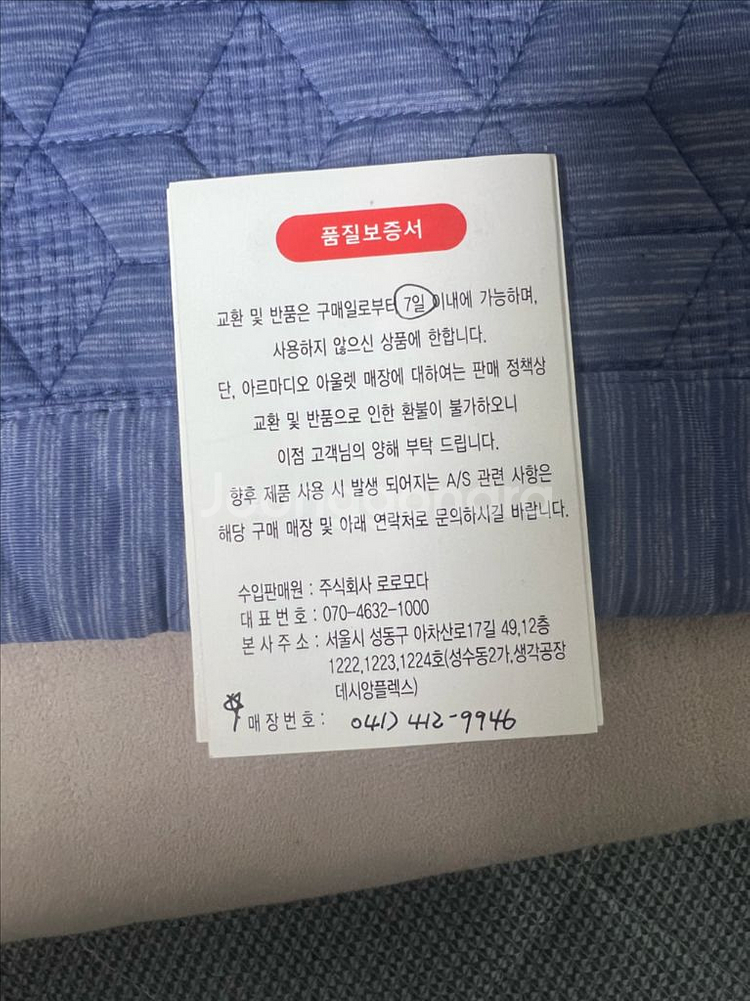 품질보증서
교환 및 반품은 구매일로부터 7일 이내에 가능하며,
사용하지 않으신 상품에 한합니다.
단, 아르마디오 아울렛 매장에 대하여는 판매 정책상
교환 및 반품으로 인한 환불이 불가하오니
이점 고객님의 양해 부탁 드립니다.
향후 제품 사용 시 발생 되어지는 A/S 관련 사항은
해당 구매 매장 및 아래 연락처로 문의하시길 바랍니다.
수입판매원 : 주식회사 로로모다
대표번호 : 070-4632-1000
본사주소 : 서울시 성동구 아차산로17길 49,12층
1222,1223,1224호(성수동2가,생각공장
데시앙플렉스)
매장번호 : 041) 412-9946
Joonggonara